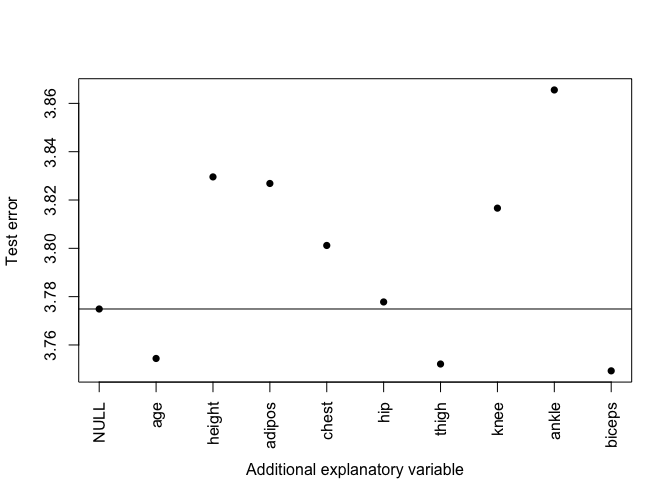 Test error
3.86
3.84
3.82
3.80
3.78
3.76
NULL
age
height
adipos
chest
hip
thigh
knee
ankle
biceps
Additional explanatory variable